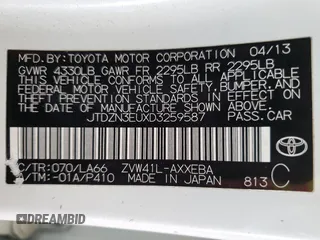 MFD. BY: TOYOTA MOTOR CORPORATION 04/13
GVWR 4330LB GAWR FR 2295LB RR 2295LB
THIS VEHICLE CONFORMS TO ALL APPLICABLE
FEDERAL MOTOR VEHICLE SAFETY, BUMPER, AND
THEFT PREVENTION STANDARDS IN EFFECT ON
THE DATE OF MANUFACTURE SHOWN ABOVE.
JTDZN3EUXD3259587 PASS.CAR
C/TR:070/LA66 ZVW41L-AXXEBA
A/TM:-01A/P410 MADE IN JAPAN 813 C
TOYOTA
DRIVEDOWN